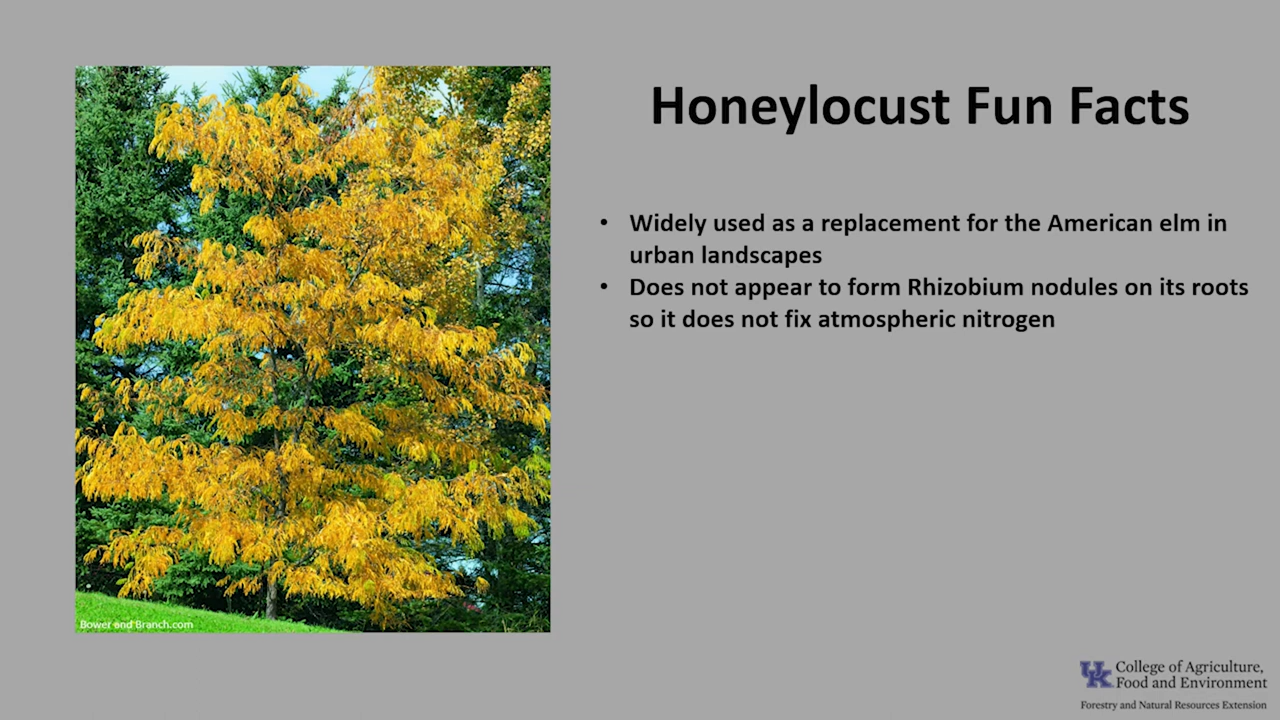 Honeylocust Fun Facts
• Widely used as a replacement for the American elm in
urban landscapes
• Does not appear to form Rhizobium nodules on its roots
so it does not fix atmospheric nitrogen
Bower and Branch.com
UK College of Agriculture,
Food and Environment
Forestry and Natural Resources Extension